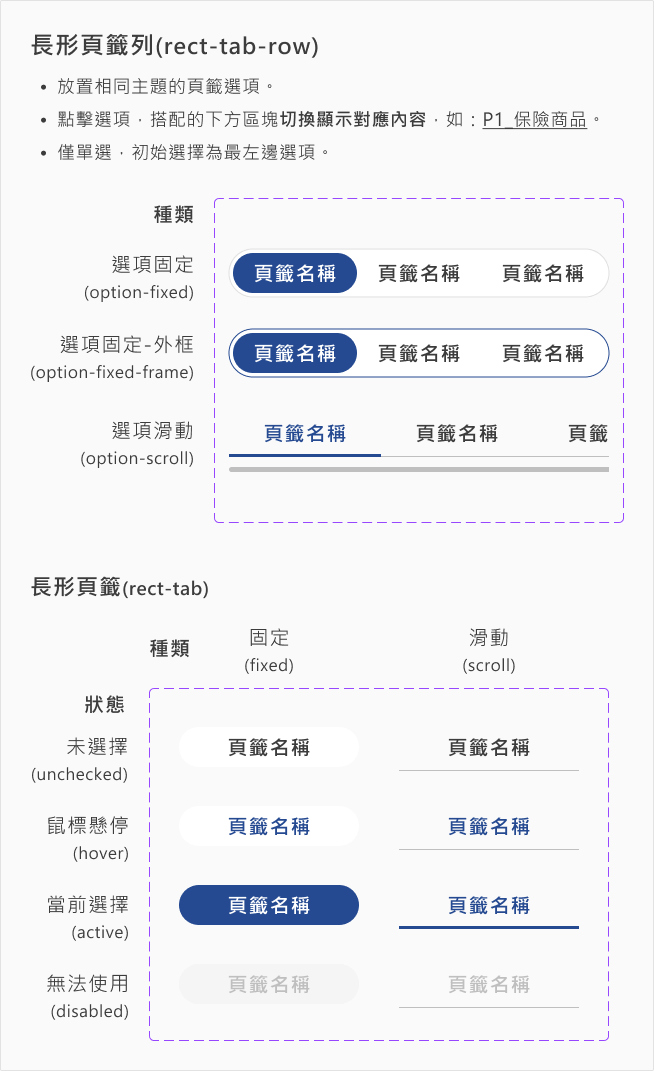 長形頁籤列(rect-tab-row)
• 放置相同主題的頁籤選項。
• 點擊選項，搭配的下方區塊切換顯示對應內容，如：P1_保險商品。
• 僅單選，初始選擇為最左邊選項。
種類
選項固定
(option-fixed)
頁籤名稱 頁籤名稱 頁籤名稱
選項固定-外框
(option-fixed-frame)
頁籤名稱 頁籤名稱 頁籤名稱
選項滑動
(option-scroll)
頁籤名稱 頁籤名稱 頁籤
長形頁籤(rect-tab)
種類
固定
(fixed)
滑動
(scroll)
狀態
未選擇
(unchecked)
頁籤名稱 頁籤名稱
鼠標懸停
(hover)
頁籤名稱 頁籤名稱
當前選擇
(active)
頁籤名稱 頁籤名稱
無法使用
(disabled)
頁籤名稱 頁籤名稱